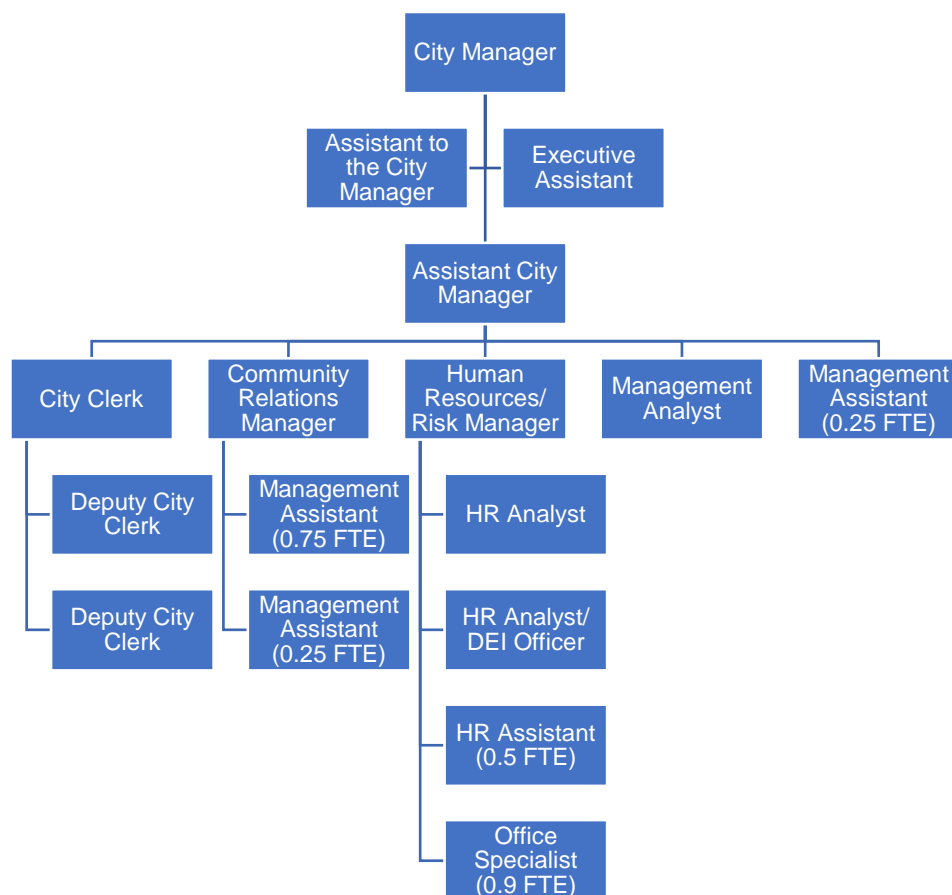 City Manager
Assistant to
the City
Manager
Executive
Assistant
Assistant City
Manager
City Clerk
Community
Relations
Manager
Human
Resources/
Risk Manager
Management
Analyst
Management
Assistant
(0.25 FTE)
Deputy City
Clerk
Deputy City
Clerk
Management
Assistant
(0.75 FTE)
Management
Assistant
(0.25 FTE)
HR Analyst
HR Analyst/
DEI Officer
HR Assistant
(0.5 FTE)
Office
Specialist
(0.9 FTE)